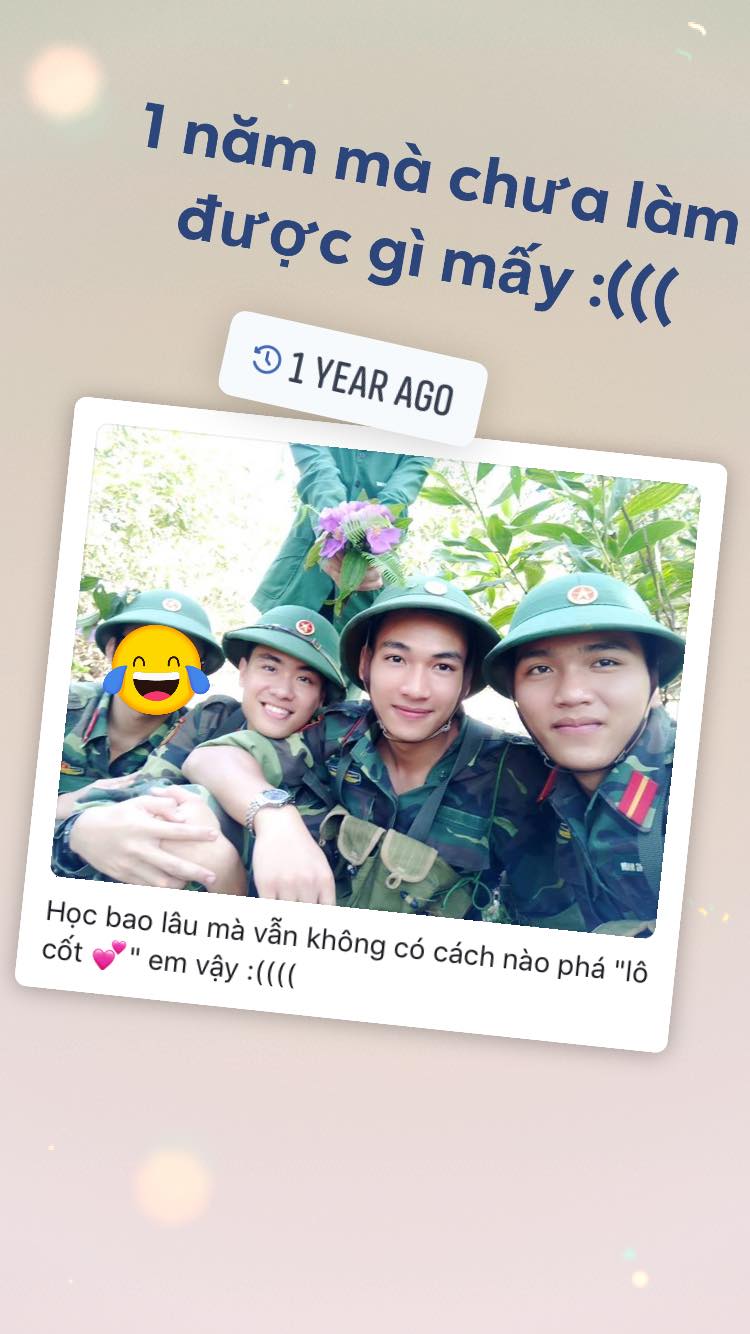 1 năm mà chưa làm
được gì mấy :(((
1 YEAR AGO
Học bao lâu mà vẫn không có cách nào phá "lô
cốt 💕" em vậy :((((